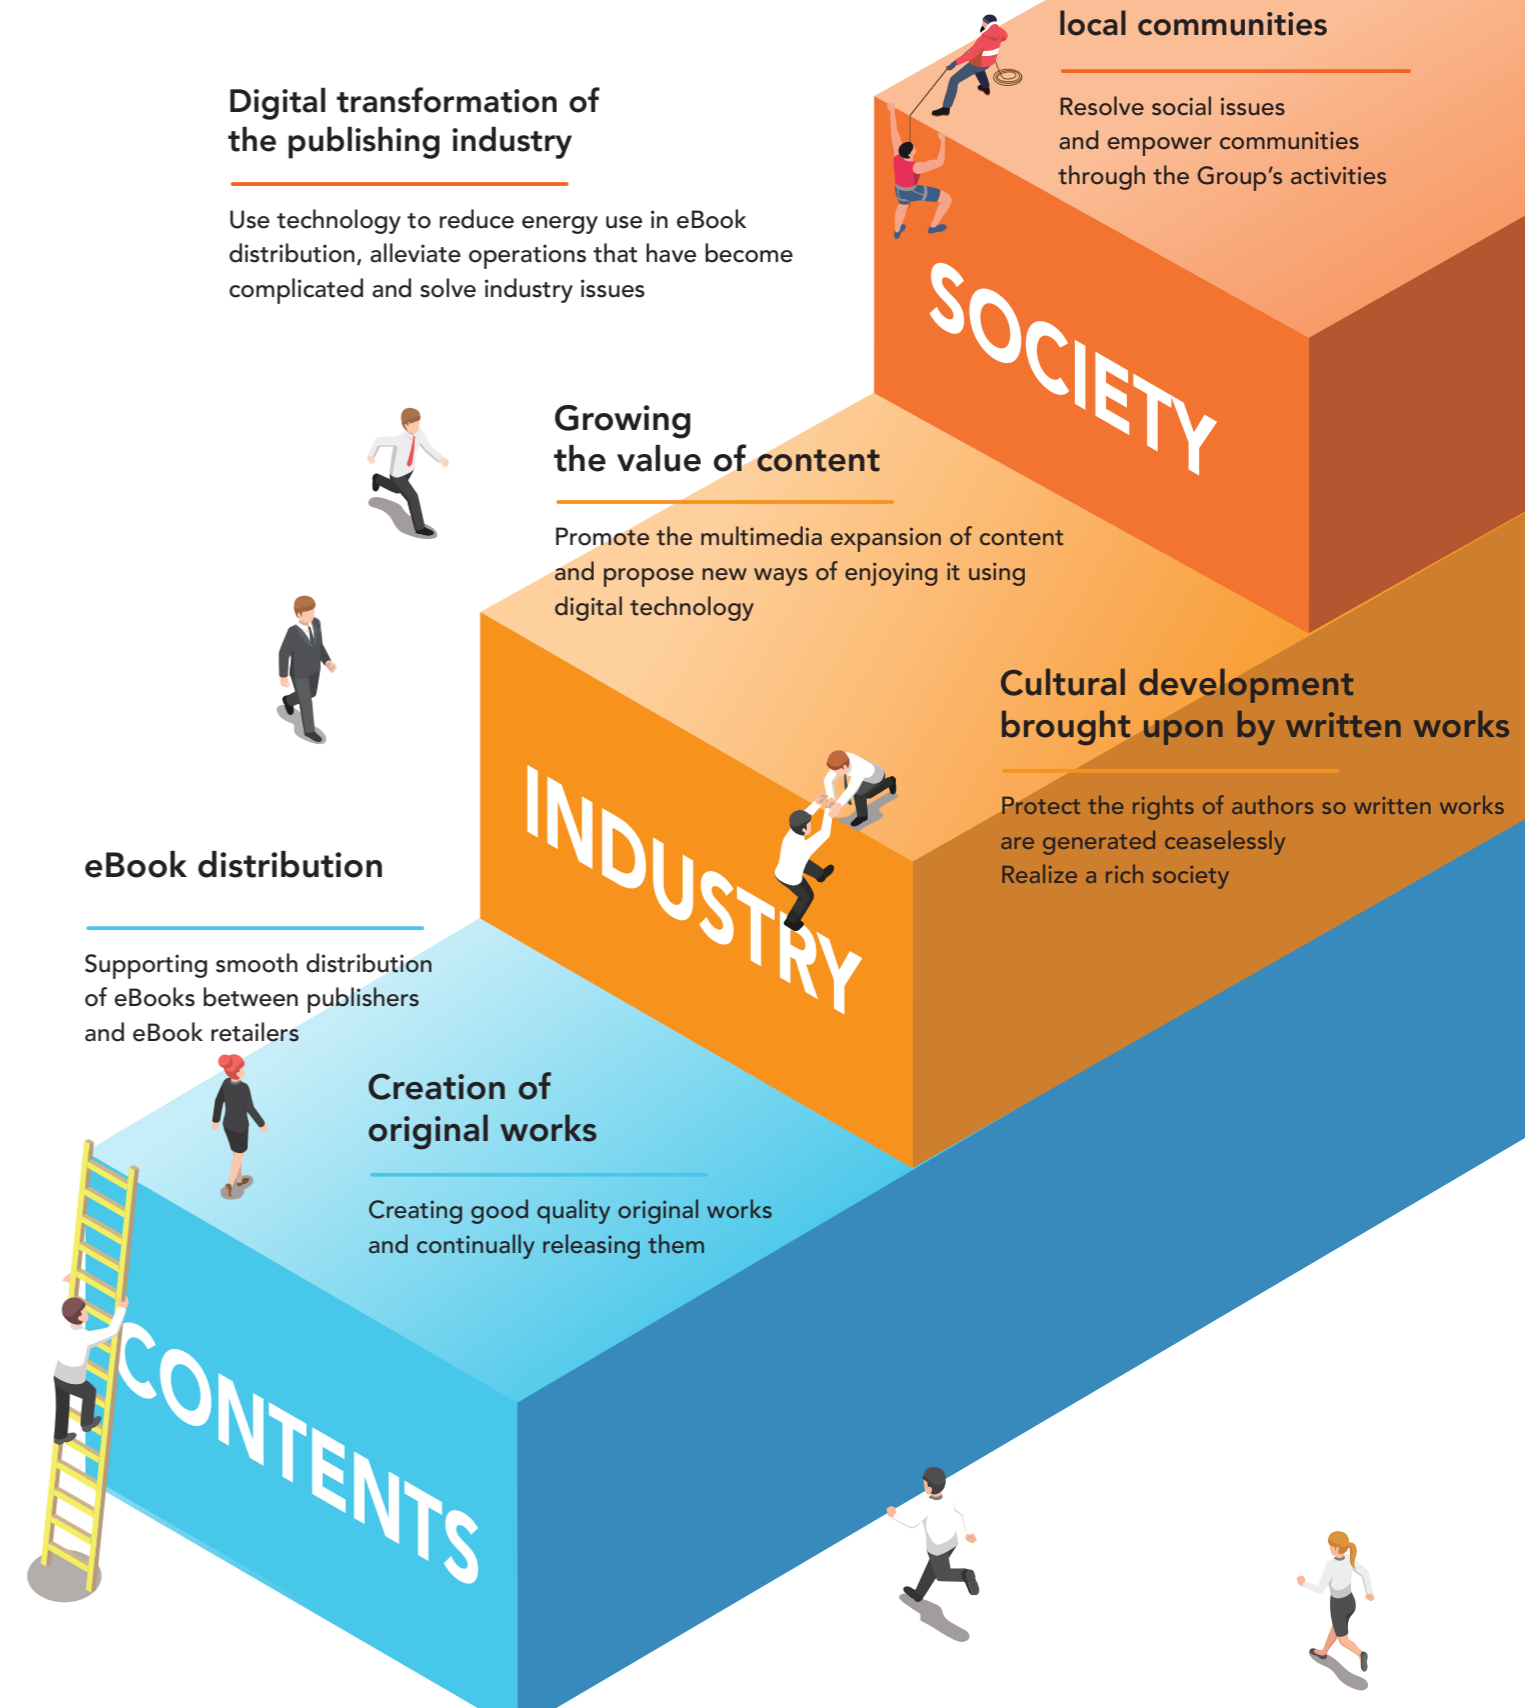 local communities
Resolve social issues
and empower communities
through the Group's activities
Digital transformation of
the publishing industry
Use technology to reduce energy use in eBook
distribution, alleviate operations that have become
complicated and solve industry issues
SOCIETY
Growing
the value of content
Promote the multimedia expansion of content
and propose new ways of enjoying it using
digital technology
Cultural development
brought upon by written works
Protect the rights of authors so written works
are generated ceaselessly
Realize a rich society
INDUSTRY
eBook distribution
Supporting smooth distribution
of eBooks between publishers
and eBook retailers
Creation of
original works
Creating good quality original works
and continually releasing them
CONTENTS